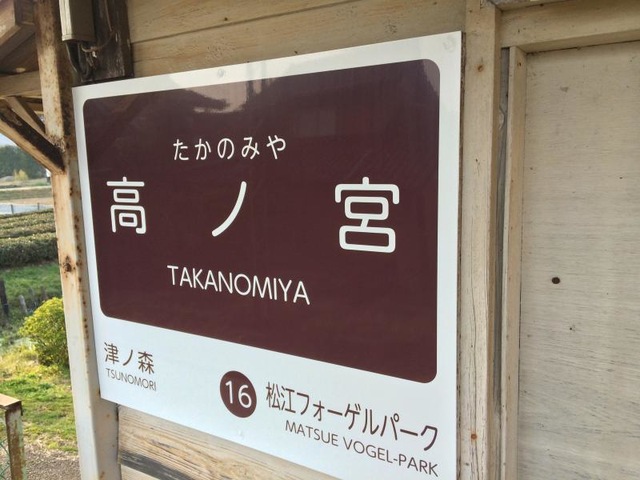 たかのみや
高ノ宮
TAKANOMIYA
津ノ森
TSUNOMORI
16
松江フォーゲルパーク
MATSUE VOGEL-PARK